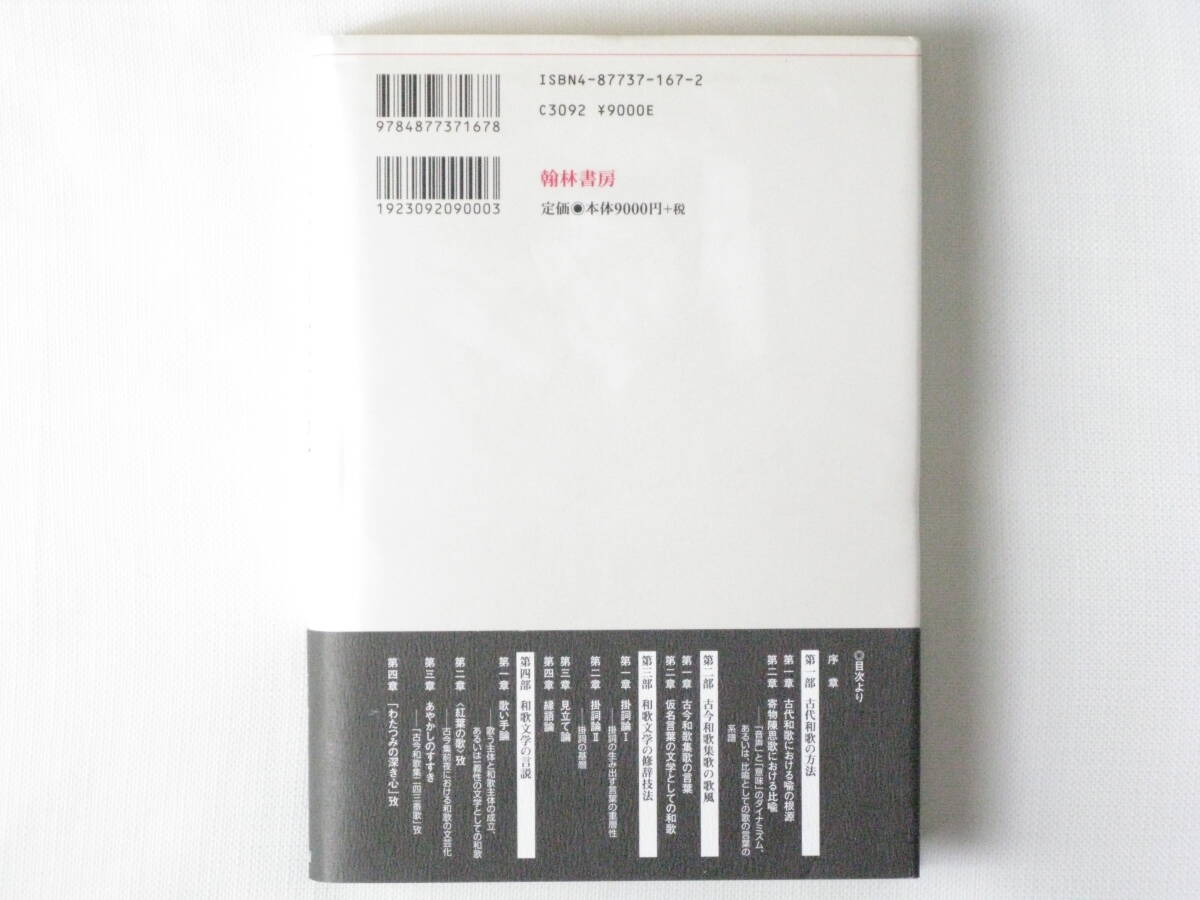 ISBN4-87737-167-2
C3092 ¥9000E
9784877371678
1923092090003
翰林書房
定価◉本体9000円+税
◎目次より
序 章
第一部 古代和歌の方法
第一章 古代和歌における喩の根源
第二章 寄物陳思歌における比喩
──「音声」と「意味」のダイナミズム、
あるいは、比喩としての歌の言葉の
系譜
第二部 古今和歌集歌の歌風
第一章 古今和歌集歌の言葉
第二章 仮名言葉の文学としての和歌
第三部 和歌文学の修辞技法
第一章 掛詞論Ⅰ
──掛詞の生み出す言葉の重層性
第二章 掛詞論Ⅱ
──掛詞の基層
第三章 見立て論
第四章 縁語論
第四部 和歌文学の言説
第一章 歌い手論
──歌う主体と和歌主体の成立、
あるいは二義性の文学としての和歌
第二章 〈紅葉の歌〉攷
──古今集前夜における和歌の文芸化
第三章 あやかしのすすき
──「古今和歌集二四三番歌」攷
第四章 「わたつみの深き心」攷